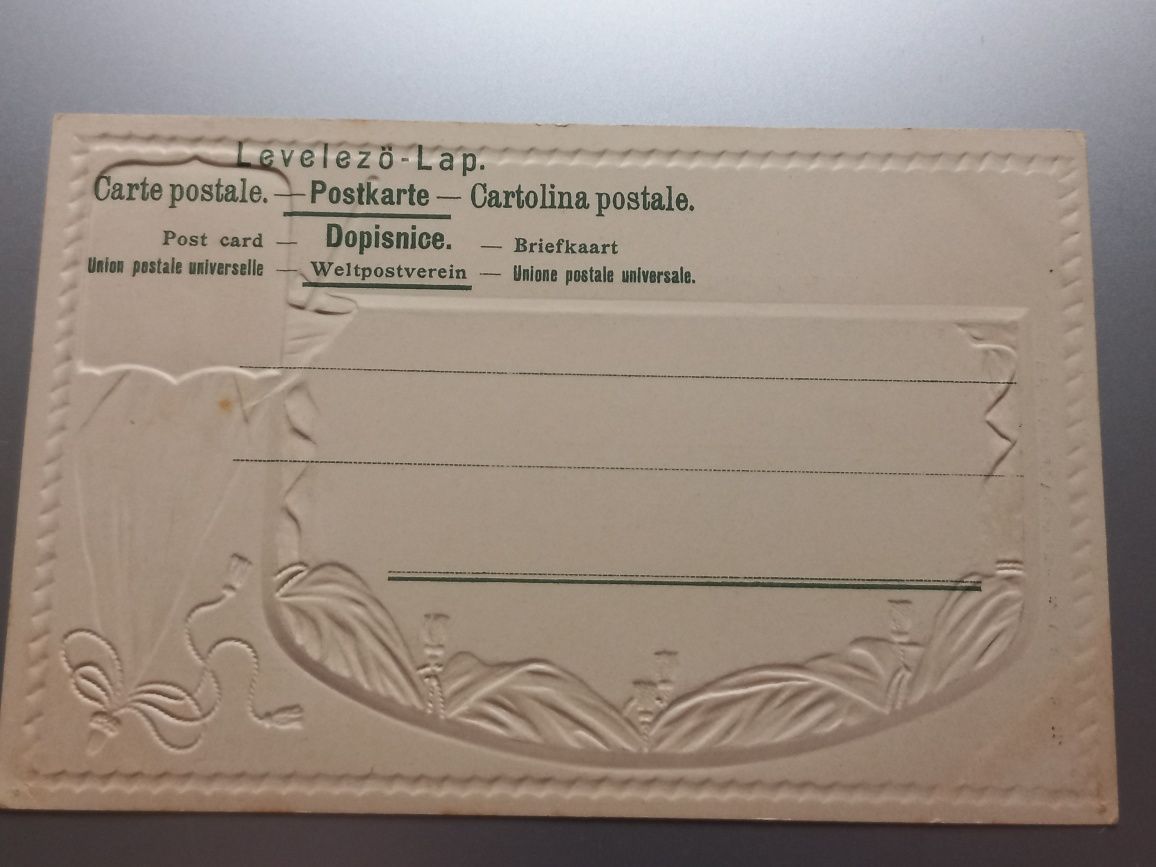 Levelezö-Lap.
Carte postale. — Postkarte — Cartolina postale.
Post card — Dopisnice. — Briefkaart
Union postale universelle — Weltpostverein — Unione postale universale.